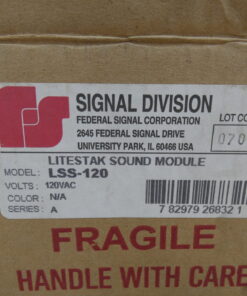 SIGNAL DIVISION
FEDERAL SIGNAL CORPORATION
2645 FEDERAL SIGNAL DRIVE
UNIVERSITY PARK, IL 60466 USA
LOT CO
070
LITESTAK SOUND MODULE
MODEL: LSS-120
VOLTS: 120VAC
COLOR: N/A
SERIES: A
7 82979 26832 1
FRAGILE
HANDLE WITH CARE